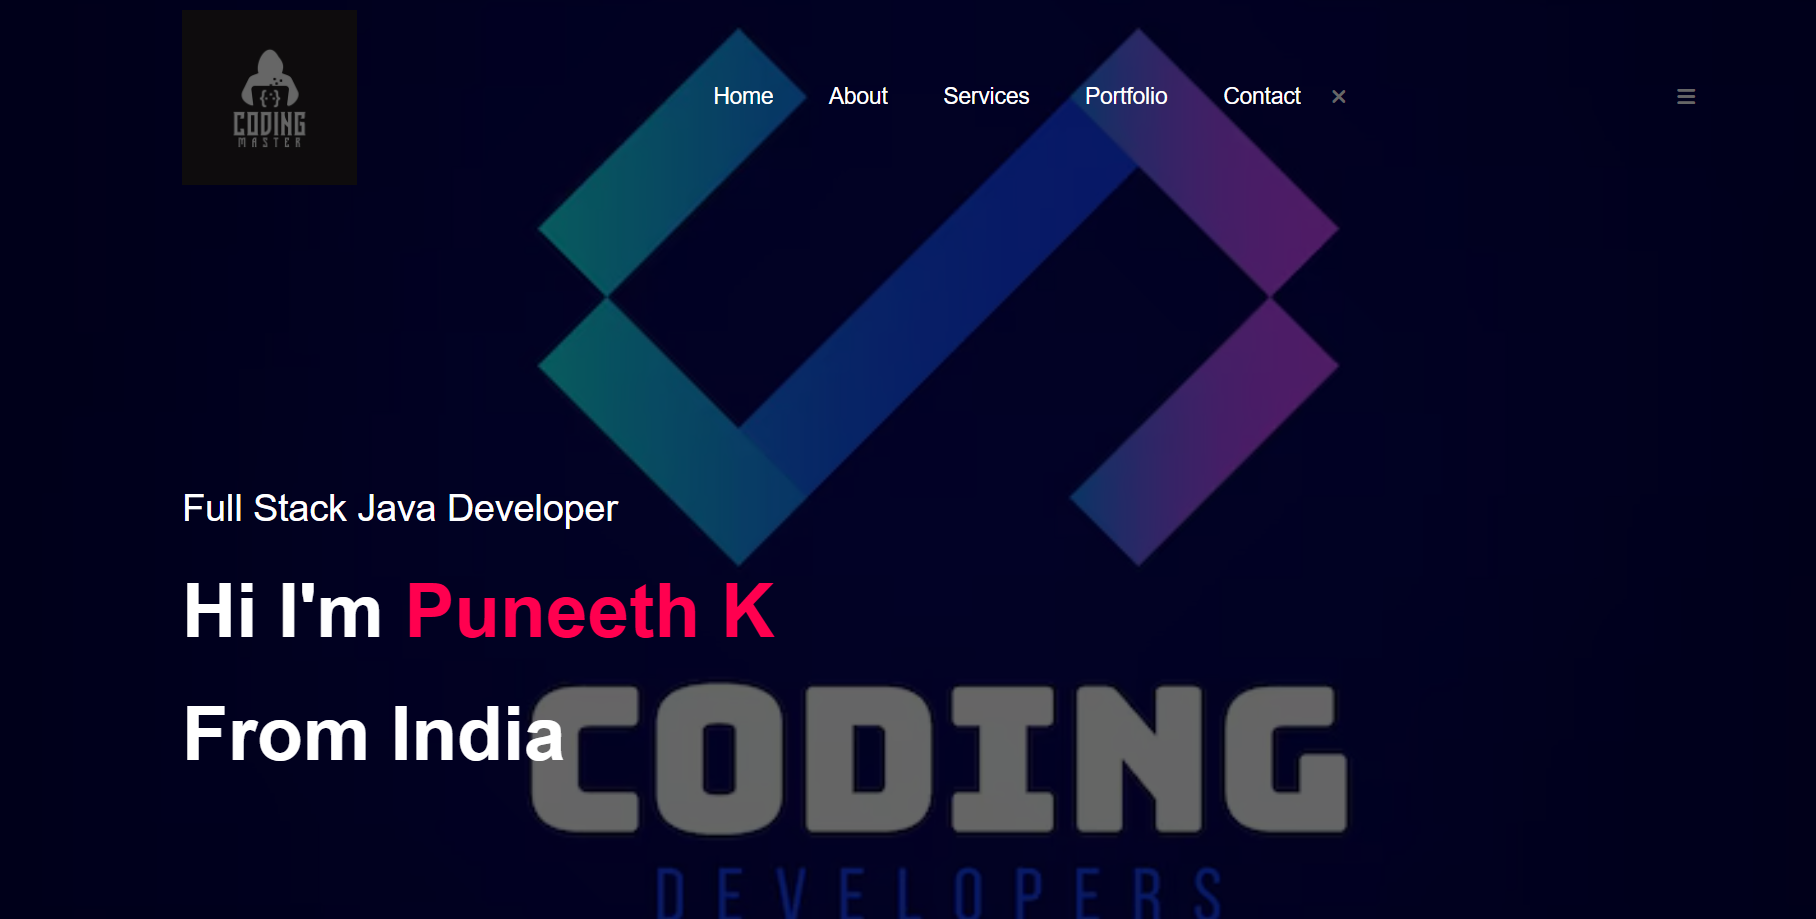 CODING
MASTER
Home About Services Portfolio Contact
Full Stack Java Developer
Hi I'm Puneeth K
From India
CODING
DEVELOPERS